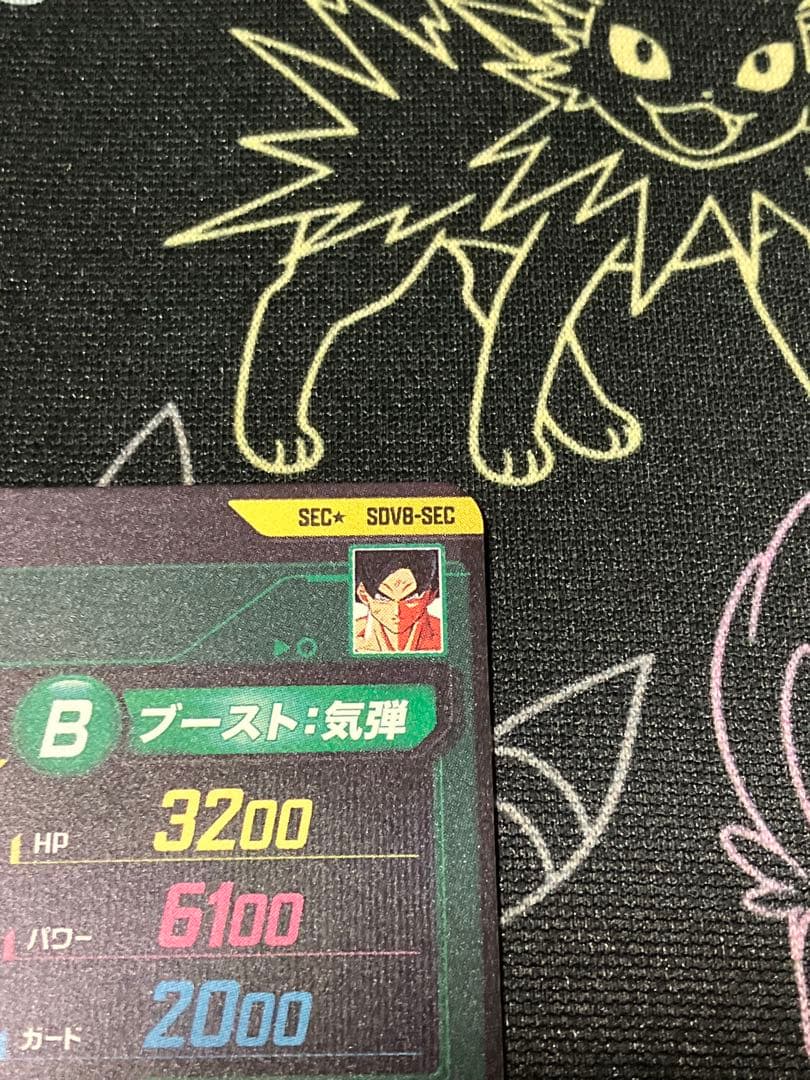 SEC★ SDV8-SEC
B ブースト:気弾
HP 3200
パワー 6100
ガード 2000